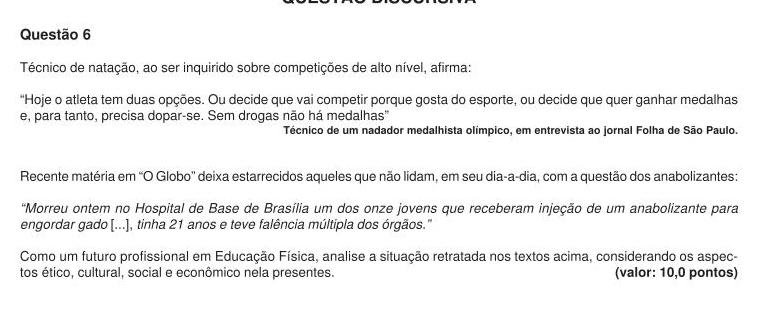 QUESTÃO DISCURSIVA
Questão 6
Técnico de natação, ao ser inquirido sobre competições de alto nível, afirma:
“Hoje o atleta tem duas opções. Ou decide que vai competir porque gosta do esporte, ou decide que quer ganhar medalhas
e, para tanto, precisa dopar-se. Sem drogas não há medalhas”
Técnico de um nadador medalhista olímpico, em entrevista ao jornal Folha de São Paulo.
Recente matéria em “O Globo” deixa estarrecidos aqueles que não lidam, em seu dia-a-dia, com a questão dos anabolizantes:
“Morreu ontem no Hospital de Base de Brasília um dos onze jovens que receberam injeção de um anabolizante para
engordar gado [...], tinha 21 anos e teve falência múltipla dos órgãos.”
Como um futuro profissional em Educação Física, analise a situação retratada nos textos acima, considerando os aspec-
tos ético, cultural, social e econômico nela presentes. (valor: 10,0 pontos)